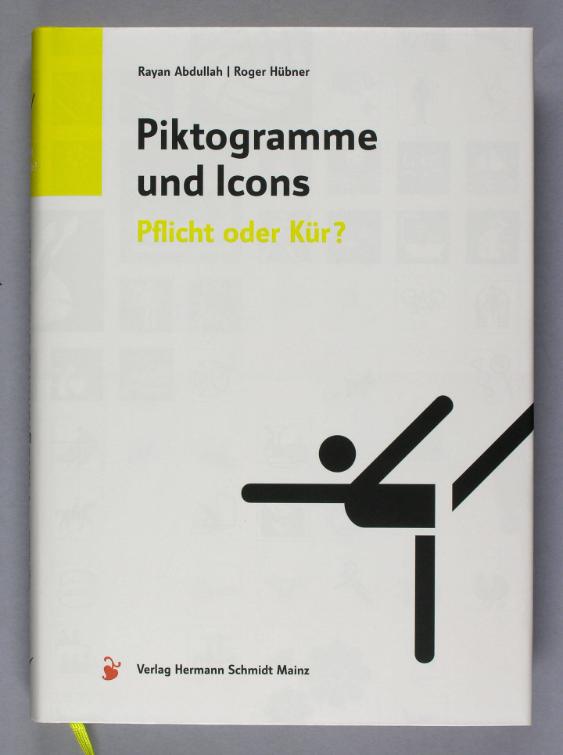 Rayan Abdullah | Roger Hübner
Piktogramme
und Icons
Pflicht oder Kür?
Verlag Hermann Schmidt Mainz